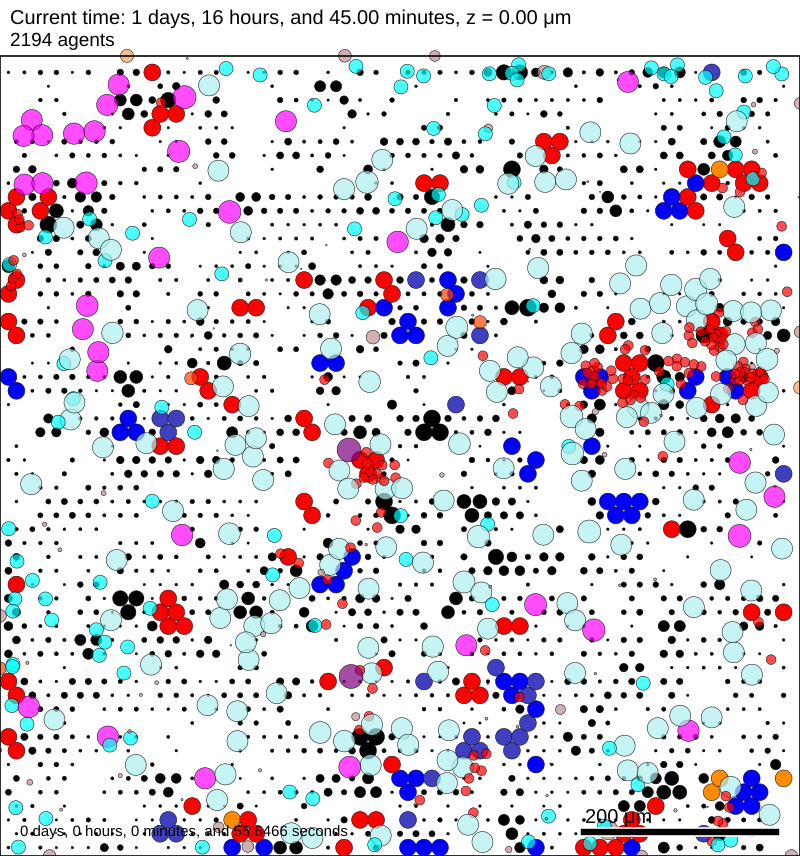 Current time: 1 days, 16 hours, and 45.00 minutes, z = 0.00 μm
2194 agents
200 μm
0 days, 0 hours, 0 minutes, and 55.6466 seconds